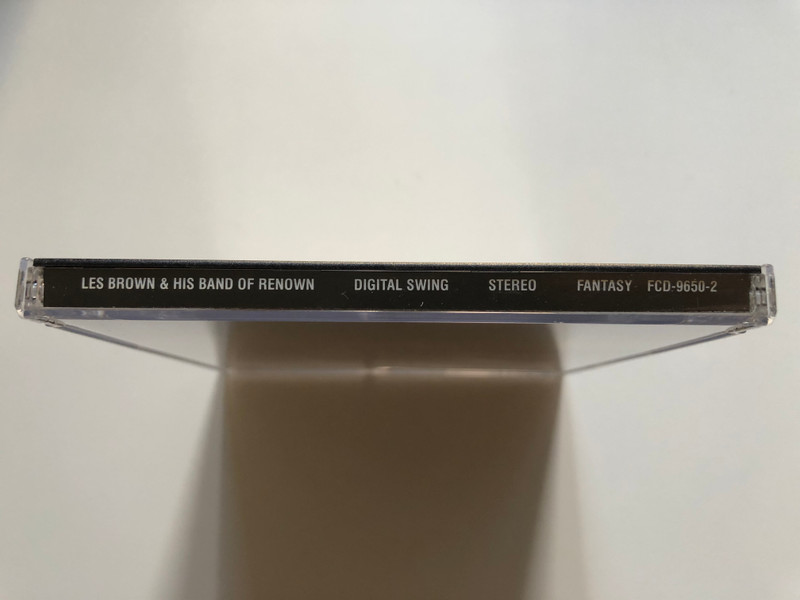 LES BROWN & HIS BAND OF RENOWN DIGITAL SWING STEREO FANTASY FCD-9650-2